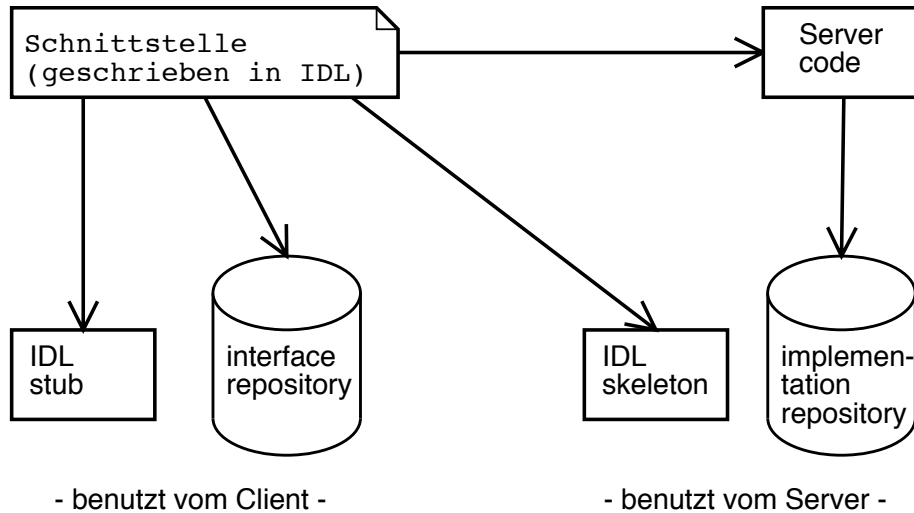 Schnittstelle
(geschrieben in IDL)
Server
code
IDL
stub
interface
repository
IDL
skeleton
implemen-
tation
repository
- benutzt vom Client -
- benutzt vom Server -